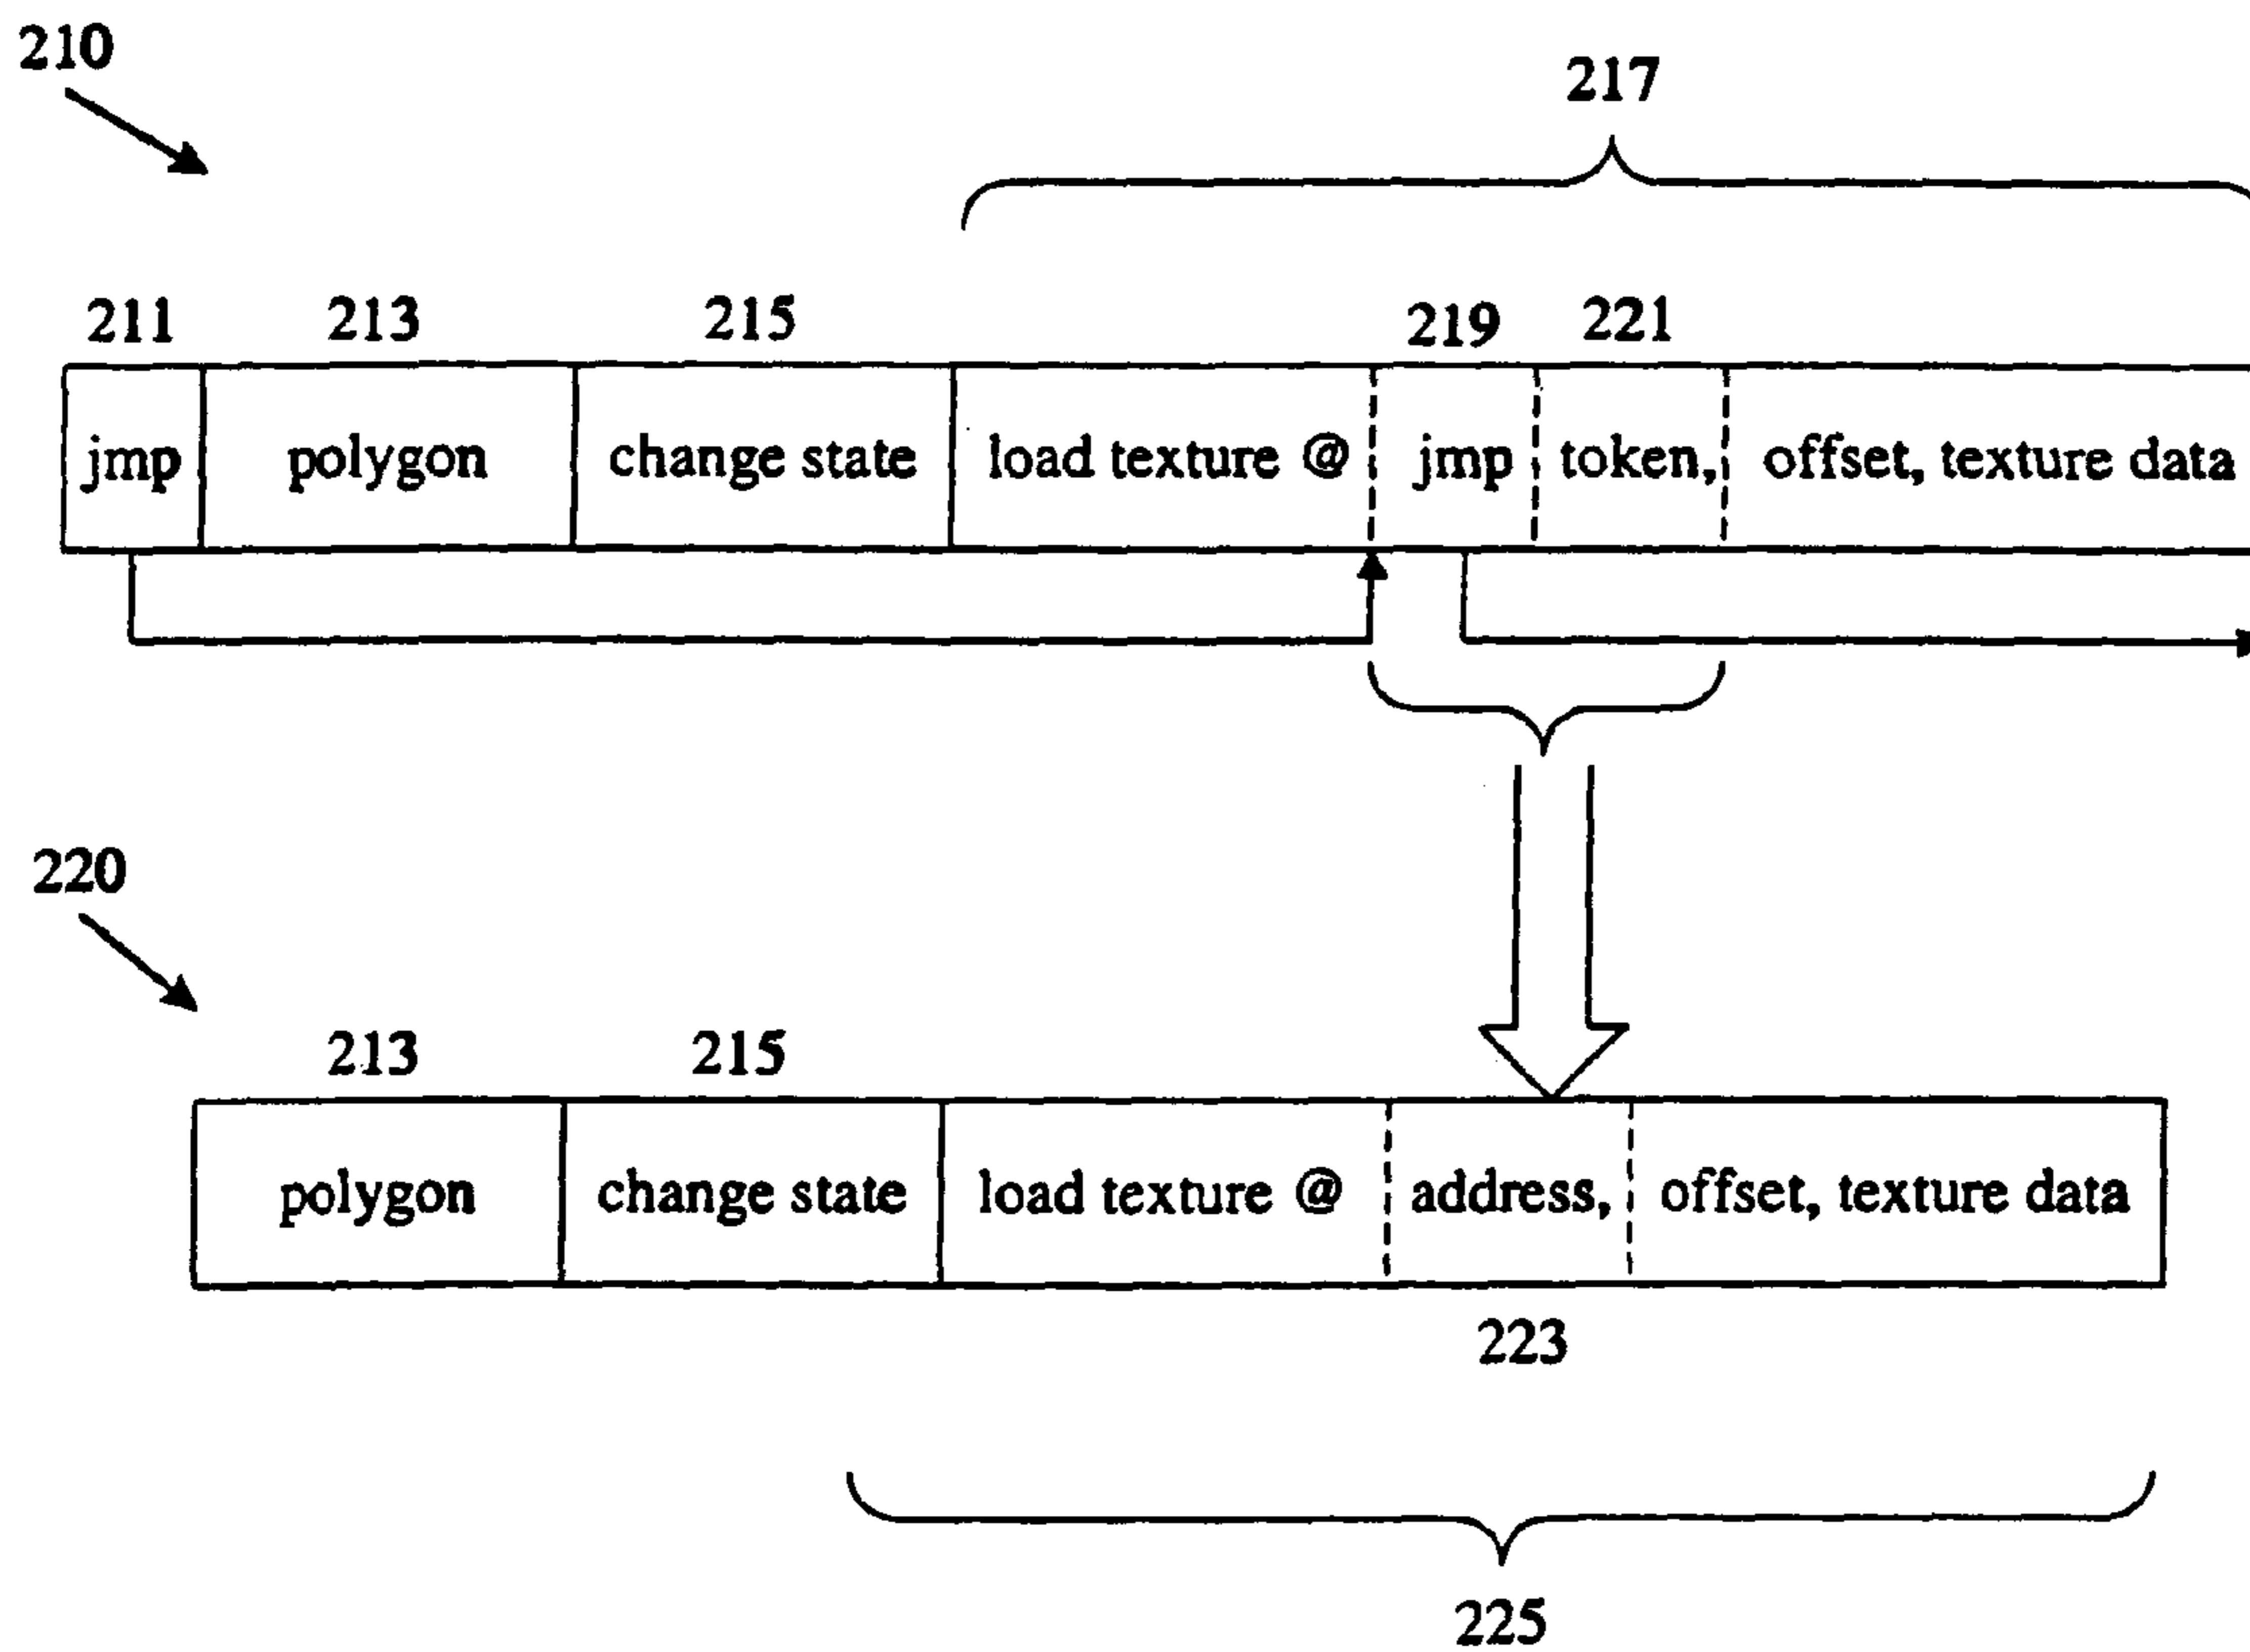 210
217
211 213 215 219 221
jmp polygon change state load texture @ jmp token, offset, texture data
220
213 215
polygon change state load texture @ address, offset, texture data
223
225